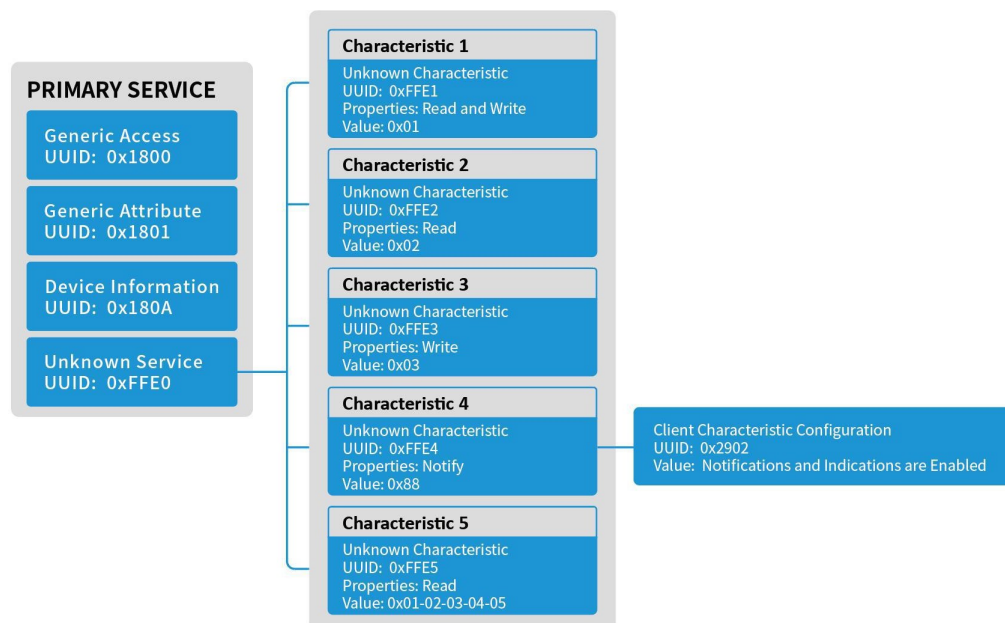 PRIMARY SERVICE
Generic Access
UUID: 0x1800
Generic Attribute
UUID: 0x1801
Device Information
UUID: 0x180A
Unknown Service
UUID: 0xFFE0
Characteristic 1
Unknown Characteristic
UUID: 0xFFE1
Properties: Read and Write
Value: 0x01
Characteristic 2
Unknown Characteristic
UUID: 0xFFE2
Properties: Read
Value: 0x02
Characteristic 3
Unknown Characteristic
UUID: 0xFFE3
Properties: Write
Value: 0x03
Characteristic 4
Unknown Characteristic
UUID: 0xFFE4
Properties: Notify
Value: 0x88
Characteristic 5
Unknown Characteristic
UUID: 0xFFE5
Properties: Read
Value: 0x01-02-03-04-05
Client Characteristic Configuration
UUID: 0x2902
Value: Notifications and Indications are Enabled